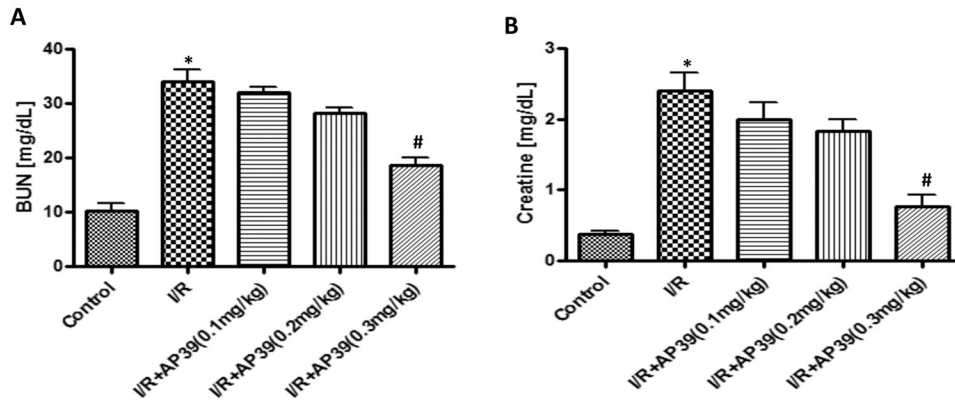 A
BUN [mg/dL]
40
30
20
10
0
*
#
Control
I/R
I/R+AP39(0.1mg/kg)
I/R+AP39(0.2mg/kg)
I/R+AP39(0.3mg/kg)
B
Creatine [mg/dL]
3
2
1
0
*
#
Control
I/R
I/R+AP39(0.1mg/kg)
I/R+AP39(0.2mg/kg)
I/R+AP39(0.3mg/kg)